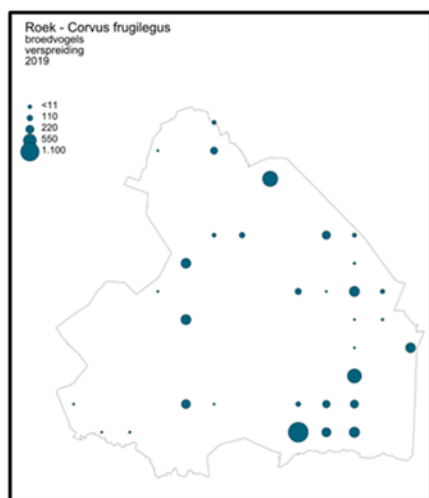 Roek - Corvus frugilegus
broedvogels
verspreiding
2019
<11
110
220
550
1.100